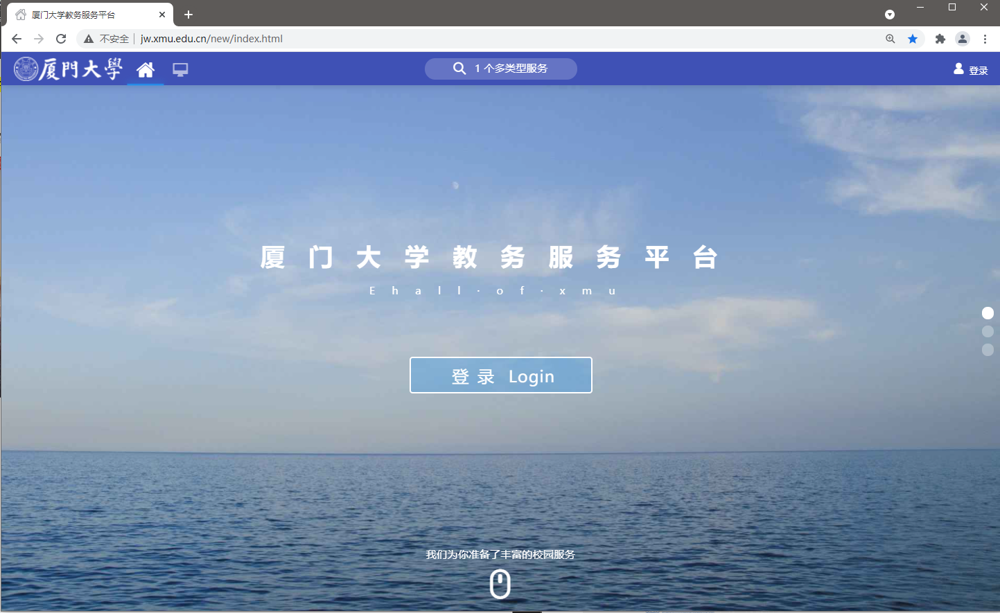 厦门大学教务服务平台
不安全 jw.xmu.edu.cn/new/index.html
厦門大學
1 个多类型服务
登录
厦门大学教务服务平台
Ehall·of·xmu
登 录 Login
我们为你准备了丰富的校园服务